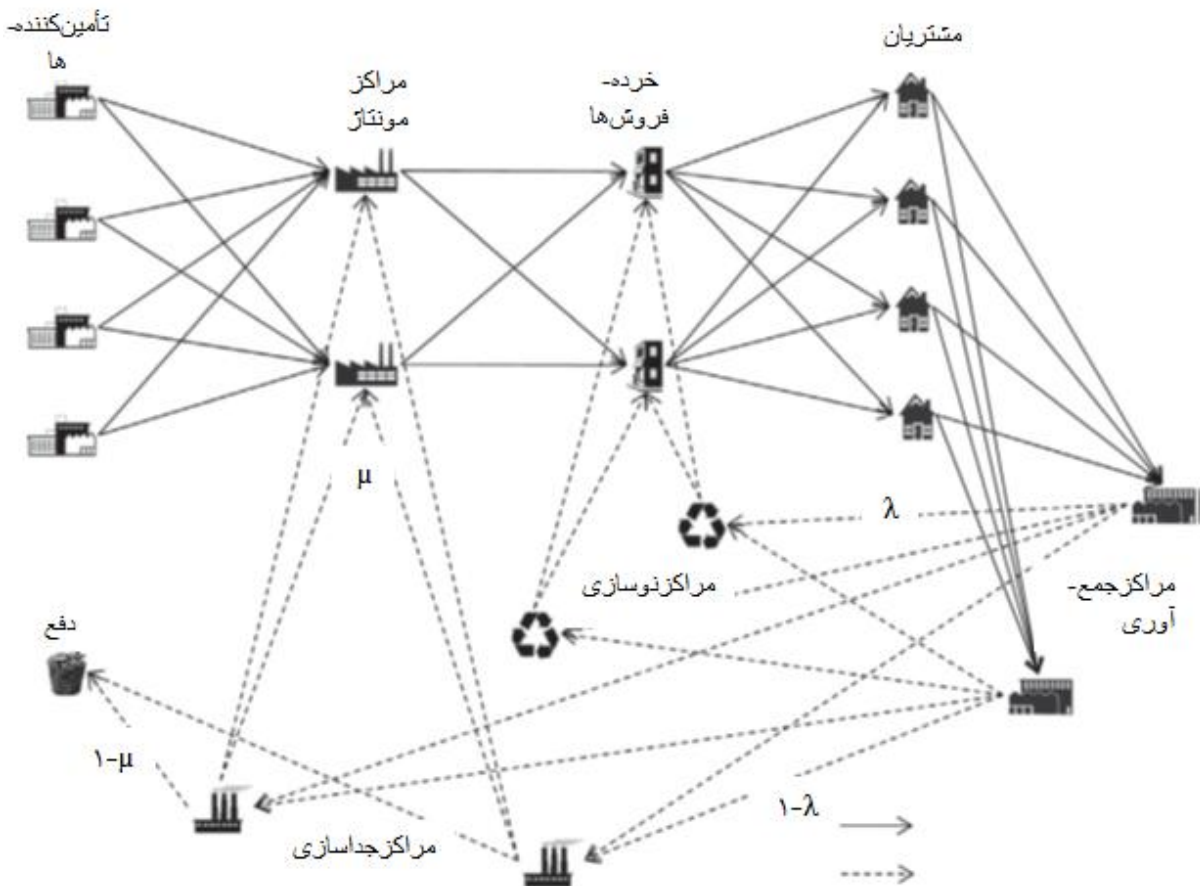 تأمین‌کننده-
ها
مراکز
مونتاژ
خرده-
فروش‌ها
مشتریان
μ
λ
مراکزنوسازی
مراکزجمع-
آوری
دفع
۱-μ
۱-λ
مراکزجداسازی